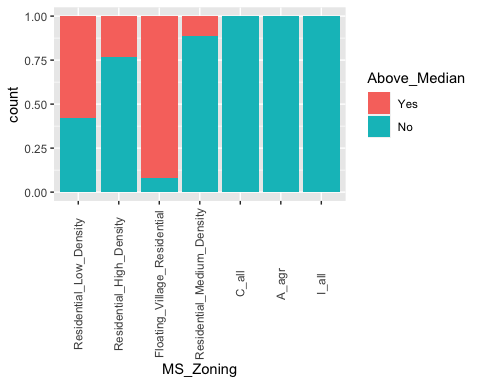 1.00
0.75
0.50
0.25
0.00
count
Residential_Low_Density
Residential_High_Density
Floating_Village_Residential
Residential_Medium_Density
C_all
A_agr
I_all
MS_Zoning
Above_Median
Yes
No